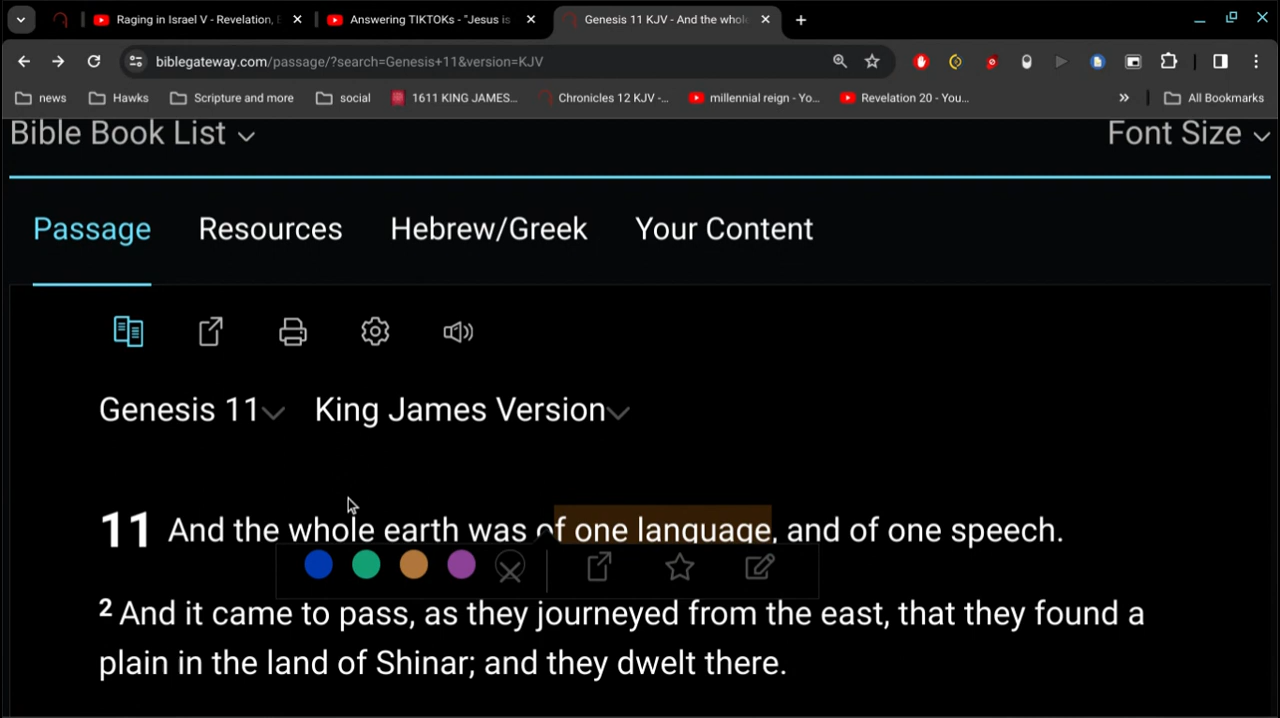 Raging in Israel V - Revelation,
Answering TIKTOKs - "Jesus is
Genesis 11 KJV - And the whol
biblegateway.com/passage/?search=Genesis+11&version=KJV
news
Hawks
Scripture and more
social
1611 KING JAMES...
Chronicles 12 KJV -...
millennial reign - Yo...
Revelation 20 - You...
All Bookmarks
Bible Book List
Font Size
Passage
Resources
Hebrew/Greek
Your Content
Genesis 11
King James Version
11 And the whole earth was of one language, and of one speech.
2 And it came to pass, as they journeyed from the east, that they found a
plain in the land of Shinar; and they dwelt there.